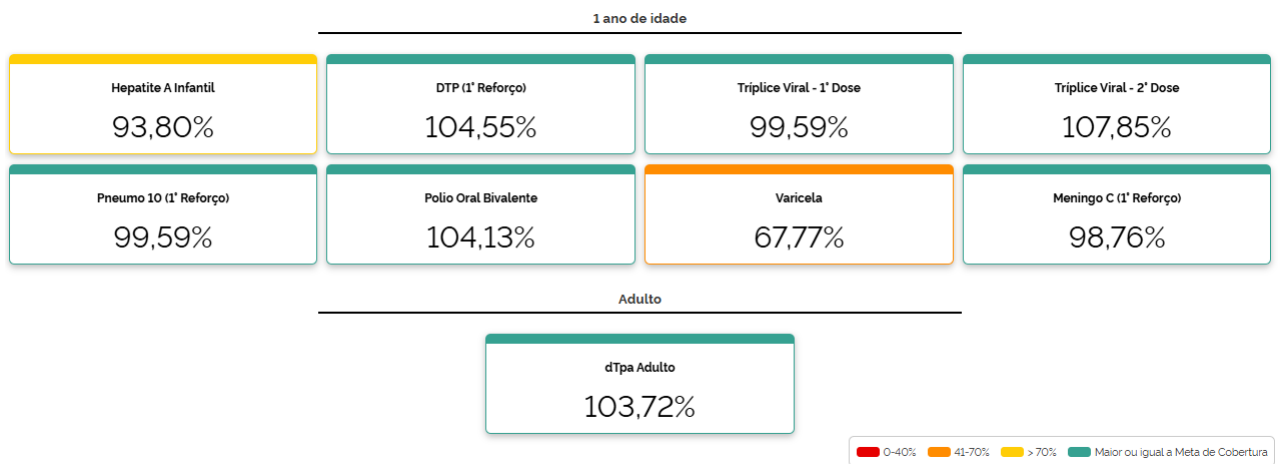 1 ano de idade
Hepatite A Infantil
93,80%
DTP (1° Reforço)
104,55%
Tríplice Viral - 1° Dose
99,59%
Tríplice Viral - 2° Dose
107,85%
Pneumo 10 (1° Reforço)
99,59%
Polio Oral Bivalente
104,13%
Varicela
67,77%
Meningo C (1° Reforço)
98,76%
Adulto
dTpa Adulto
103,72%
0-40% 41-70% > 70% Maior ou igual a Meta de Cobertura